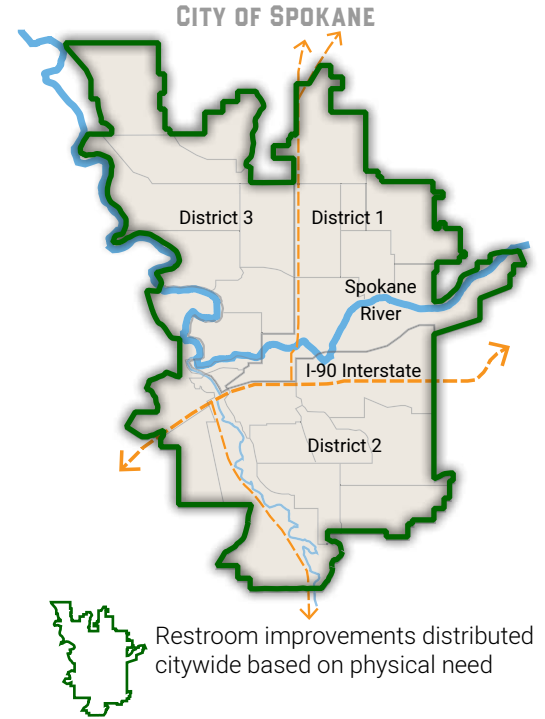 CITY OF SPOKANE
District 3
District 1
Spokane
River
I-90 Interstate
District 2
Restroom improvements distributed
citywide based on physical need